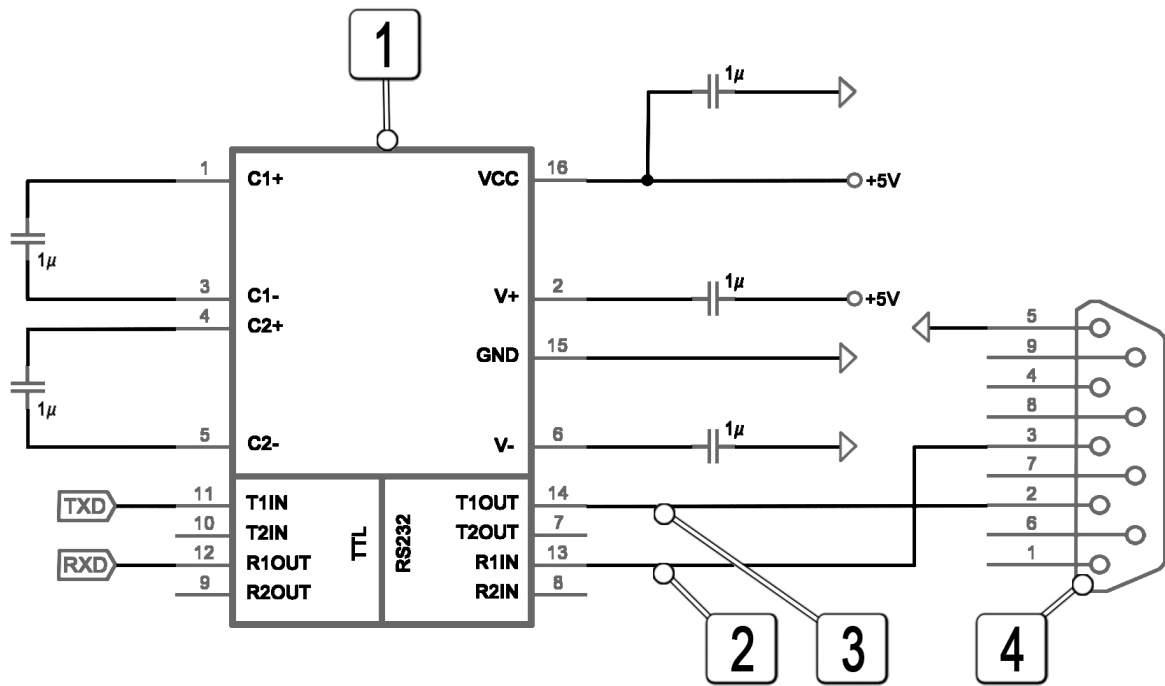 1
1μ
1 C1+ VCC 16 +5V
1μ
1μ
3 C1- V+ 2 +5V
4 C2+
5
GND 15
9
4
1μ
8
1μ
5 C2- V- 6 3
7
TXD 11 T1IN T1OUT 14 2
10 T2IN T2OUT 7 6
TTL RS232
RXD 12 R1OUT R1IN 13 1
9 R2OUT R2IN 8
2 3 4